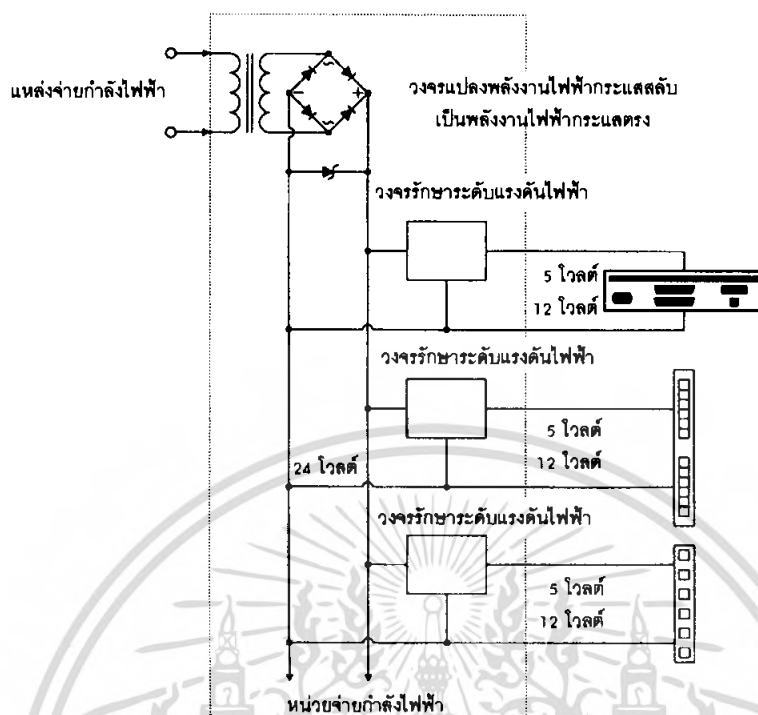 แหล่งจ่ายกำลังไฟฟ้า
วงจรแปลงพลังงานไฟฟ้ากระแสสลับ
เป็นพลังงานไฟฟ้ากระแสตรง
วงจรรักษาระดับแรงดันไฟฟ้า
5 โวลต์
12 โวลต์
วงจรรักษาระดับแรงดันไฟฟ้า
5 โวลต์
24 โวลต์
12 โวลต์
วงจรรักษาระดับแรงดันไฟฟ้า
5 โวลต์
12 โวลต์
หน่วยจ่ายกำลังไฟฟ้า